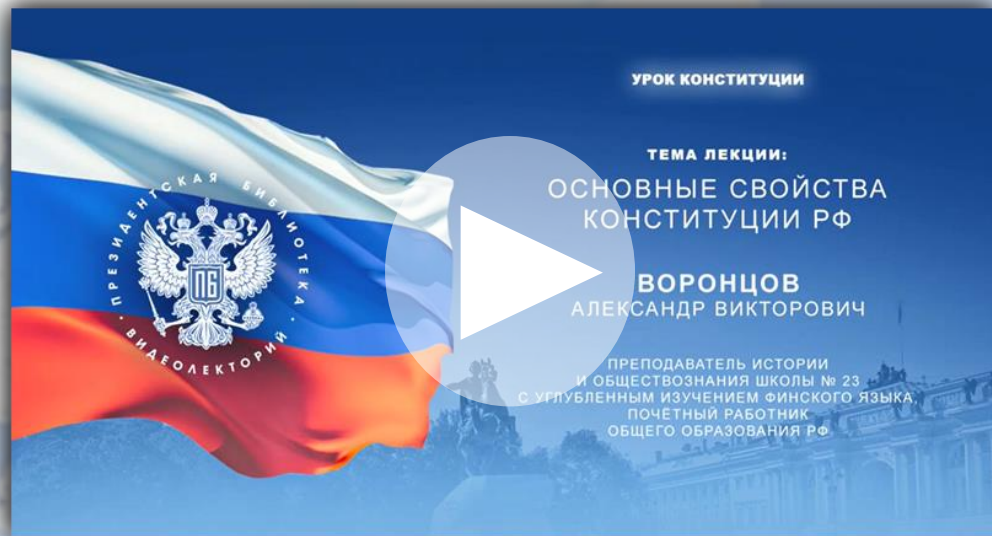 УРОК КОНСТИТУЦИИ
ТЕМА ЛЕКЦИИ:
ОСНОВНЫЕ СВОЙСТВА
КОНСТИТУЦИИ РФ
ВОРОНЦОВ
АЛЕКСАНДР ВИКТОРОВИЧ
ПРЕПОДАВАТЕЛЬ ИСТОРИИ
И ОБЩЕСТВОЗНАНИЯ ШКОЛЫ № 23
С УГЛУБЛЕННЫМ ИЗУЧЕНИЕМ ФИНСКОГО ЯЗЫКА,
ПОЧЁТНЫЙ РАБОТНИК
ОБЩЕГО ОБРАЗОВАНИЯ РФ
· ПРЕЗИДЕНТСКАЯ БИБЛИОТЕКА ·
ВИДЕОЛЕКТОРИЙ
ПБ